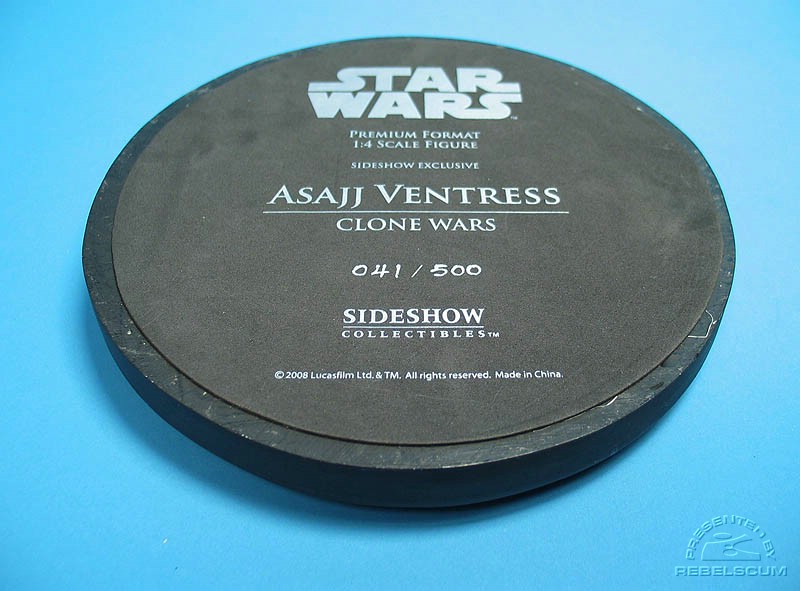 STAR
WARS™
PREMIUM FORMAT
1:4 SCALE FIGURE
SIDESHOW EXCLUSIVE
ASAJJ VENTRESS
CLONE WARS
041 / 500
SIDESHOW
COLLECTIBLES™
©2008 Lucasfilm Ltd. & TM. All rights reserved. Made in China.
PRESENTED BY
REBELSCUM